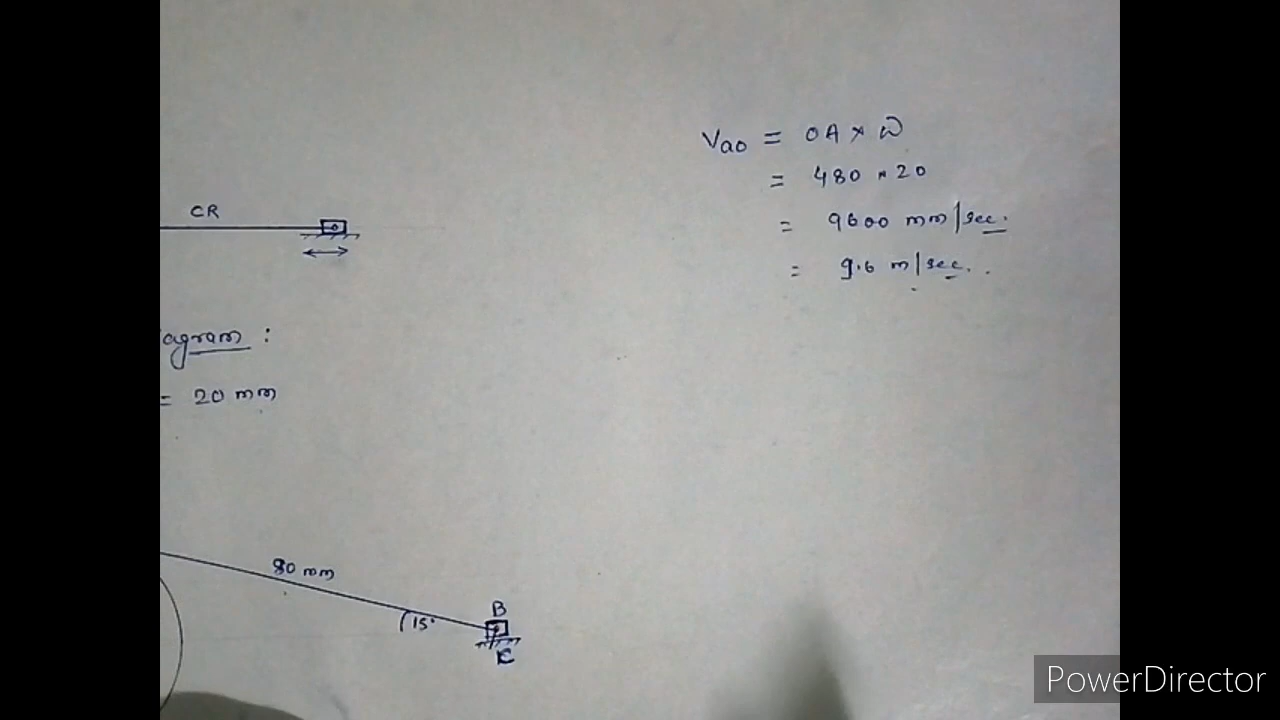 Vao = OA × ω
= 480 × 20
= 9600 mm/sec.
= 9.6 m/sec.
CR
agram :
= 20 mm
80 mm
15°
B
C
PowerDirector